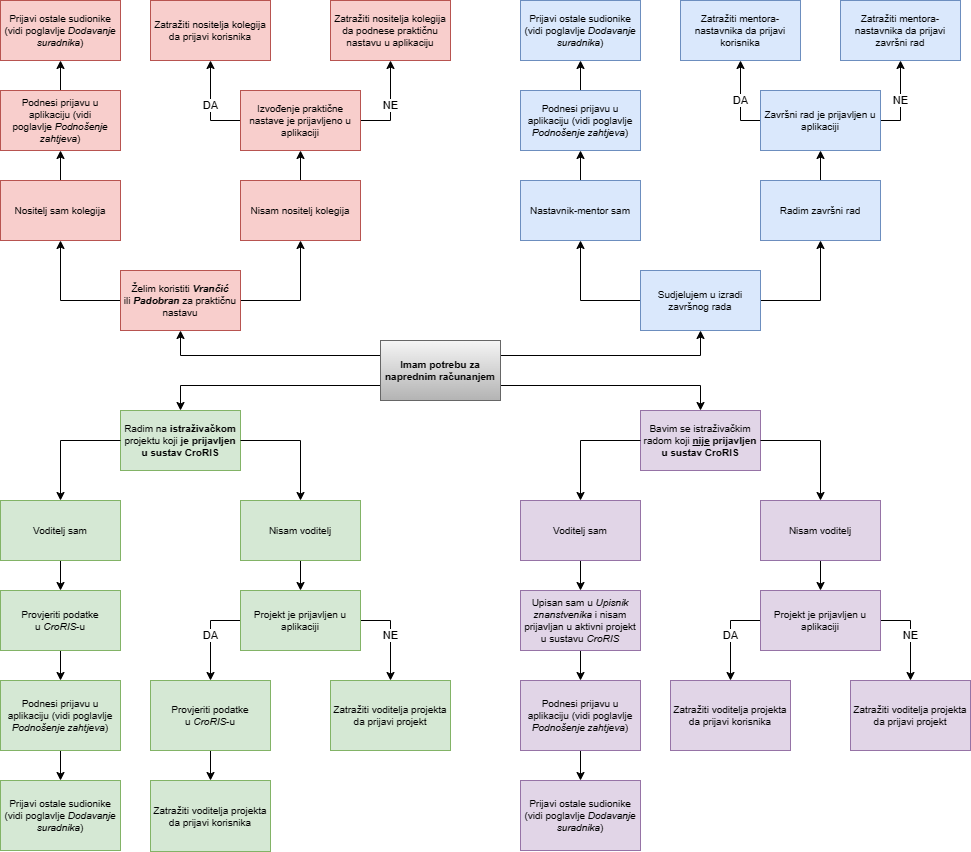 Prijavi ostale sudionike
(vidi poglavlje Dodavanje
suradnika)
Zatražiti nositelja kolegija
da prijavi korisnika
Zatražiti nositelja kolegija
da podnese praktičnu
nastavu u aplikaciju
Podnesi prijavu u
aplikaciju (vidi
poglavlje Podnošenje
zahtjeva)
DA
Izvođenje praktične
nastave je prijavljeno u
aplikaciji
NE
Nositelj sam kolegija
Nisam nositelj kolegija
Želim koristiti Vrančić
ili Padobran za praktičnu
nastavu
Prijavi ostale sudionike
(vidi poglavlje Dodavanje
suradnika)
Zatražiti mentora-
nastavnika da prijavi
korisnika
Zatražiti mentora-
nastavnika da prijavi
završni rad
Podnesi prijavu u
aplikaciju (vidi poglavlje
Podnošenje zahtjeva)
DA
Završni rad je prijavljen u
aplikaciji
NE
Nastavnik-mentor sam
Radim završni rad
Sudjelujem u izradi
završnog rada
Imam potrebu za
naprednim računanjem
Radim na istraživačkom
projektu koji je prijavljen
u sustav CroRIS
Voditelj sam
Nisam voditelj
Provjeriti podatke
u CroRIS-u
Projekt je prijavljen u
aplikaciji
DA
NE
Podnesi prijavu u
aplikaciju (vidi poglavlje
Podnošenje zahtjeva)
Provjeriti podatke
u CroRIS-u
Zatražiti voditelja projekta
da prijavi projekt
Prijavi ostale sudionike
(vidi poglavlje Dodavanje
suradnika)
Zatražiti voditelja projekta
da prijavi korisnika
Bavim se istraživačkim
radom koji nije prijavljen
u sustav CroRIS
Voditelj sam
Nisam voditelj
Upisan sam u Upisnik
znanstvenika i nisam
prijavljan u aktivni projekt
u sustavu CroRIS
Projekt je prijavljen u
aplikaciji
DA
NE
Podnesi prijavu u
aplikaciju (vidi poglavlje
Podnošenje zahtjeva)
Zatražiti voditelja projekta
da prijavi korisnika
Zatražiti voditelja projekta
da prijavi projekt
Prijavi ostale sudionike
(vidi poglavlje Dodavanje
suradnika)